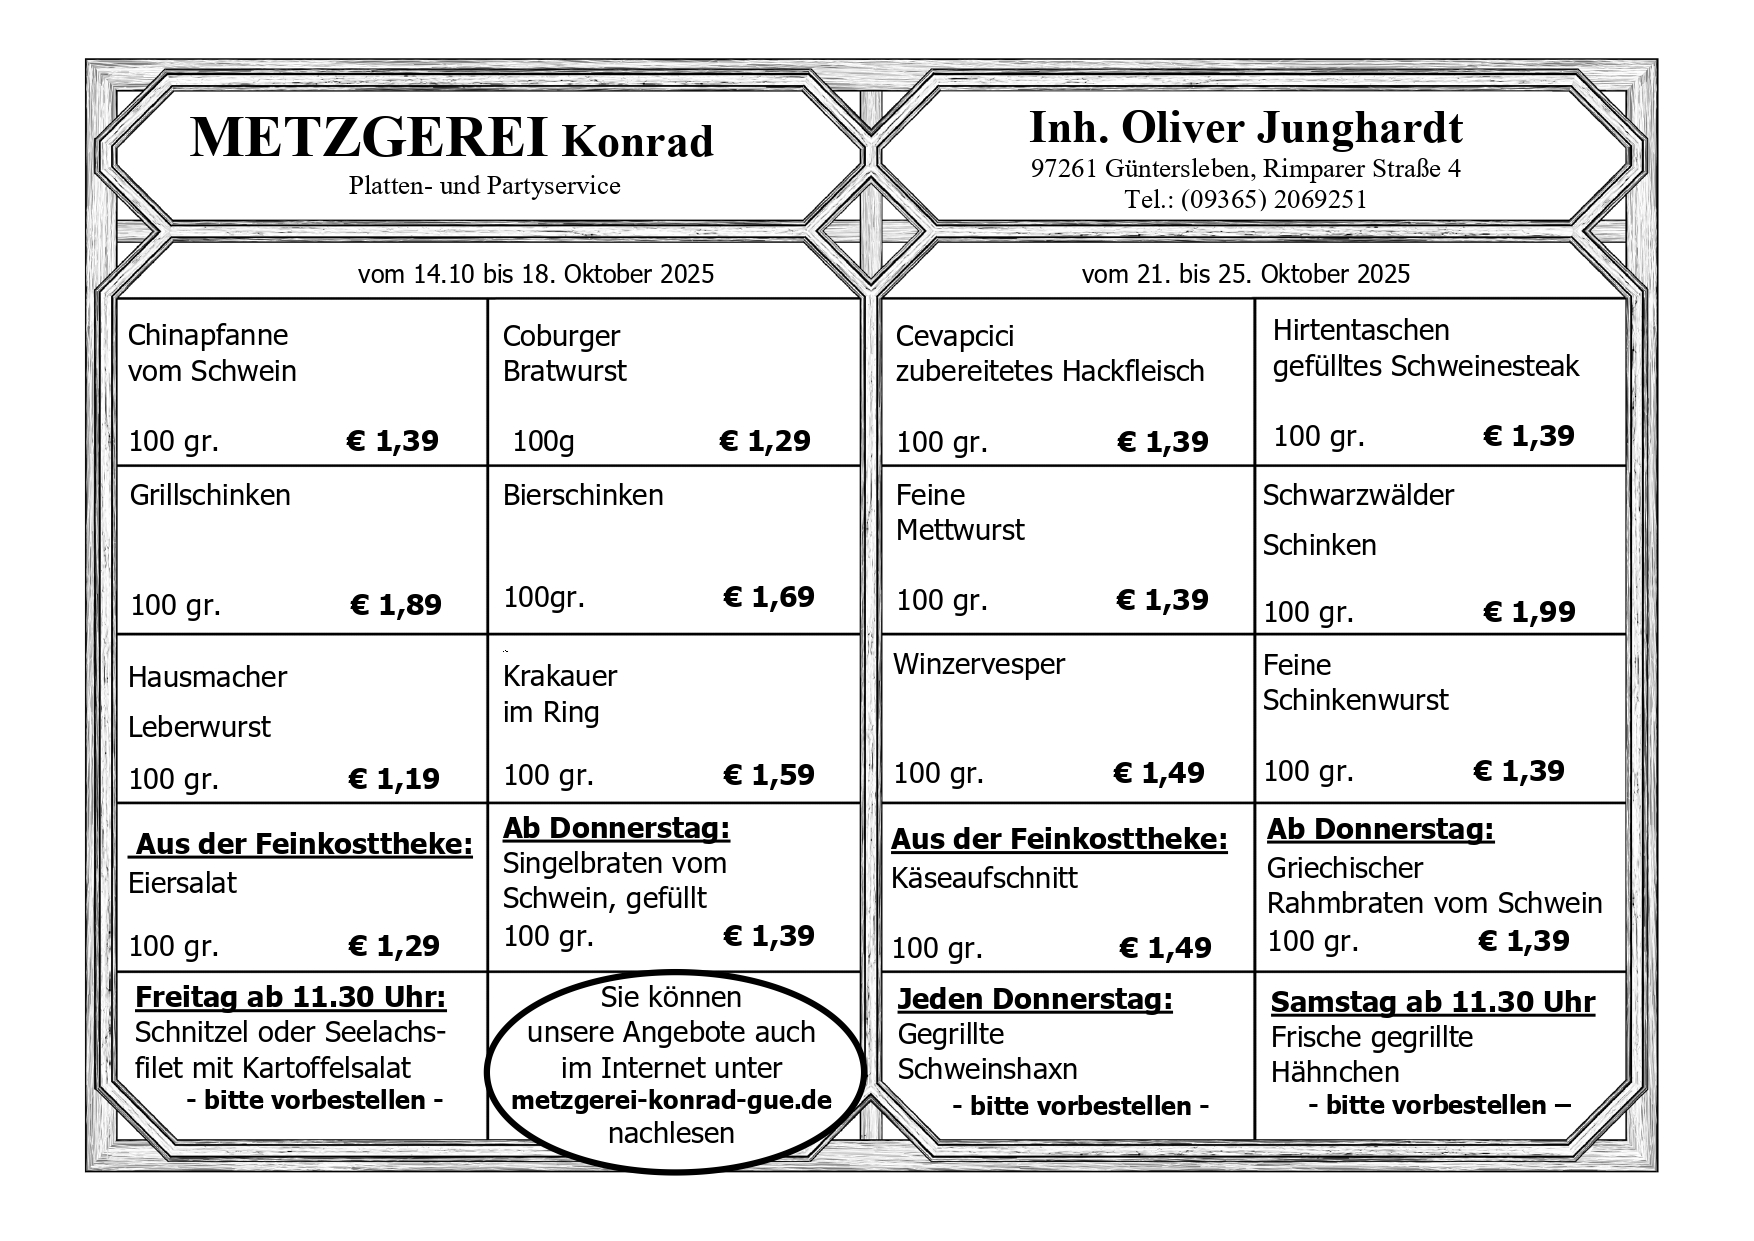 METZGEREI Konrad
Platten- und Partyservice
Inh. Oliver Junghardt
97261 Güntersleben, Rimparer Straße 4
Tel.: (09365) 2069251
vom 14.10 bis 18. Oktober 2025
Chinapfanne
vom Schwein
100 gr. € 1,39
Coburger
Bratwurst
100g € 1,29
Grillschinken
100 gr. € 1,89
Bierschinken
100gr. € 1,69
Hausmacher
Leberwurst
100 gr. € 1,19
Krakauer
im Ring
100 gr. € 1,59
Aus der Feinkosttheke:
Eiersalat
100 gr. € 1,29
Ab Donnerstag:
Singelbraten vom
Schwein, gefüllt
100 gr. € 1,39
Freitag ab 11.30 Uhr:
Schnitzel oder Seelachs-
filet mit Kartoffelsalat
- bitte vorbestellen -
Sie können
unsere Angebote auch
im Internet unter
metzgerei-konrad-gue.de
nachlesen
vom 21. bis 25. Oktober 2025
Cevapcici
zubereitetes Hackfleisch
100 gr. € 1,39
Hirtentaschen
gefülltes Schweinesteak
100 gr. € 1,39
Feine
Mettwurst
100 gr. € 1,39
Schwarzwälder
Schinken
100 gr. € 1,99
Winzervesper
100 gr. € 1,49
Feine
Schinkenwurst
100 gr. € 1,39
Aus der Feinkosttheke:
Käseaufschnitt
100 gr. € 1,49
Ab Donnerstag:
Griechischer
Rahmbraten vom Schwein
100 gr. € 1,39
Jeden Donnerstag:
Gegrillte
Schweinshaxn
- bitte vorbestellen -
Samstag ab 11.30 Uhr
Frische gegrillte
Hähnchen
- bitte vorbestellen –